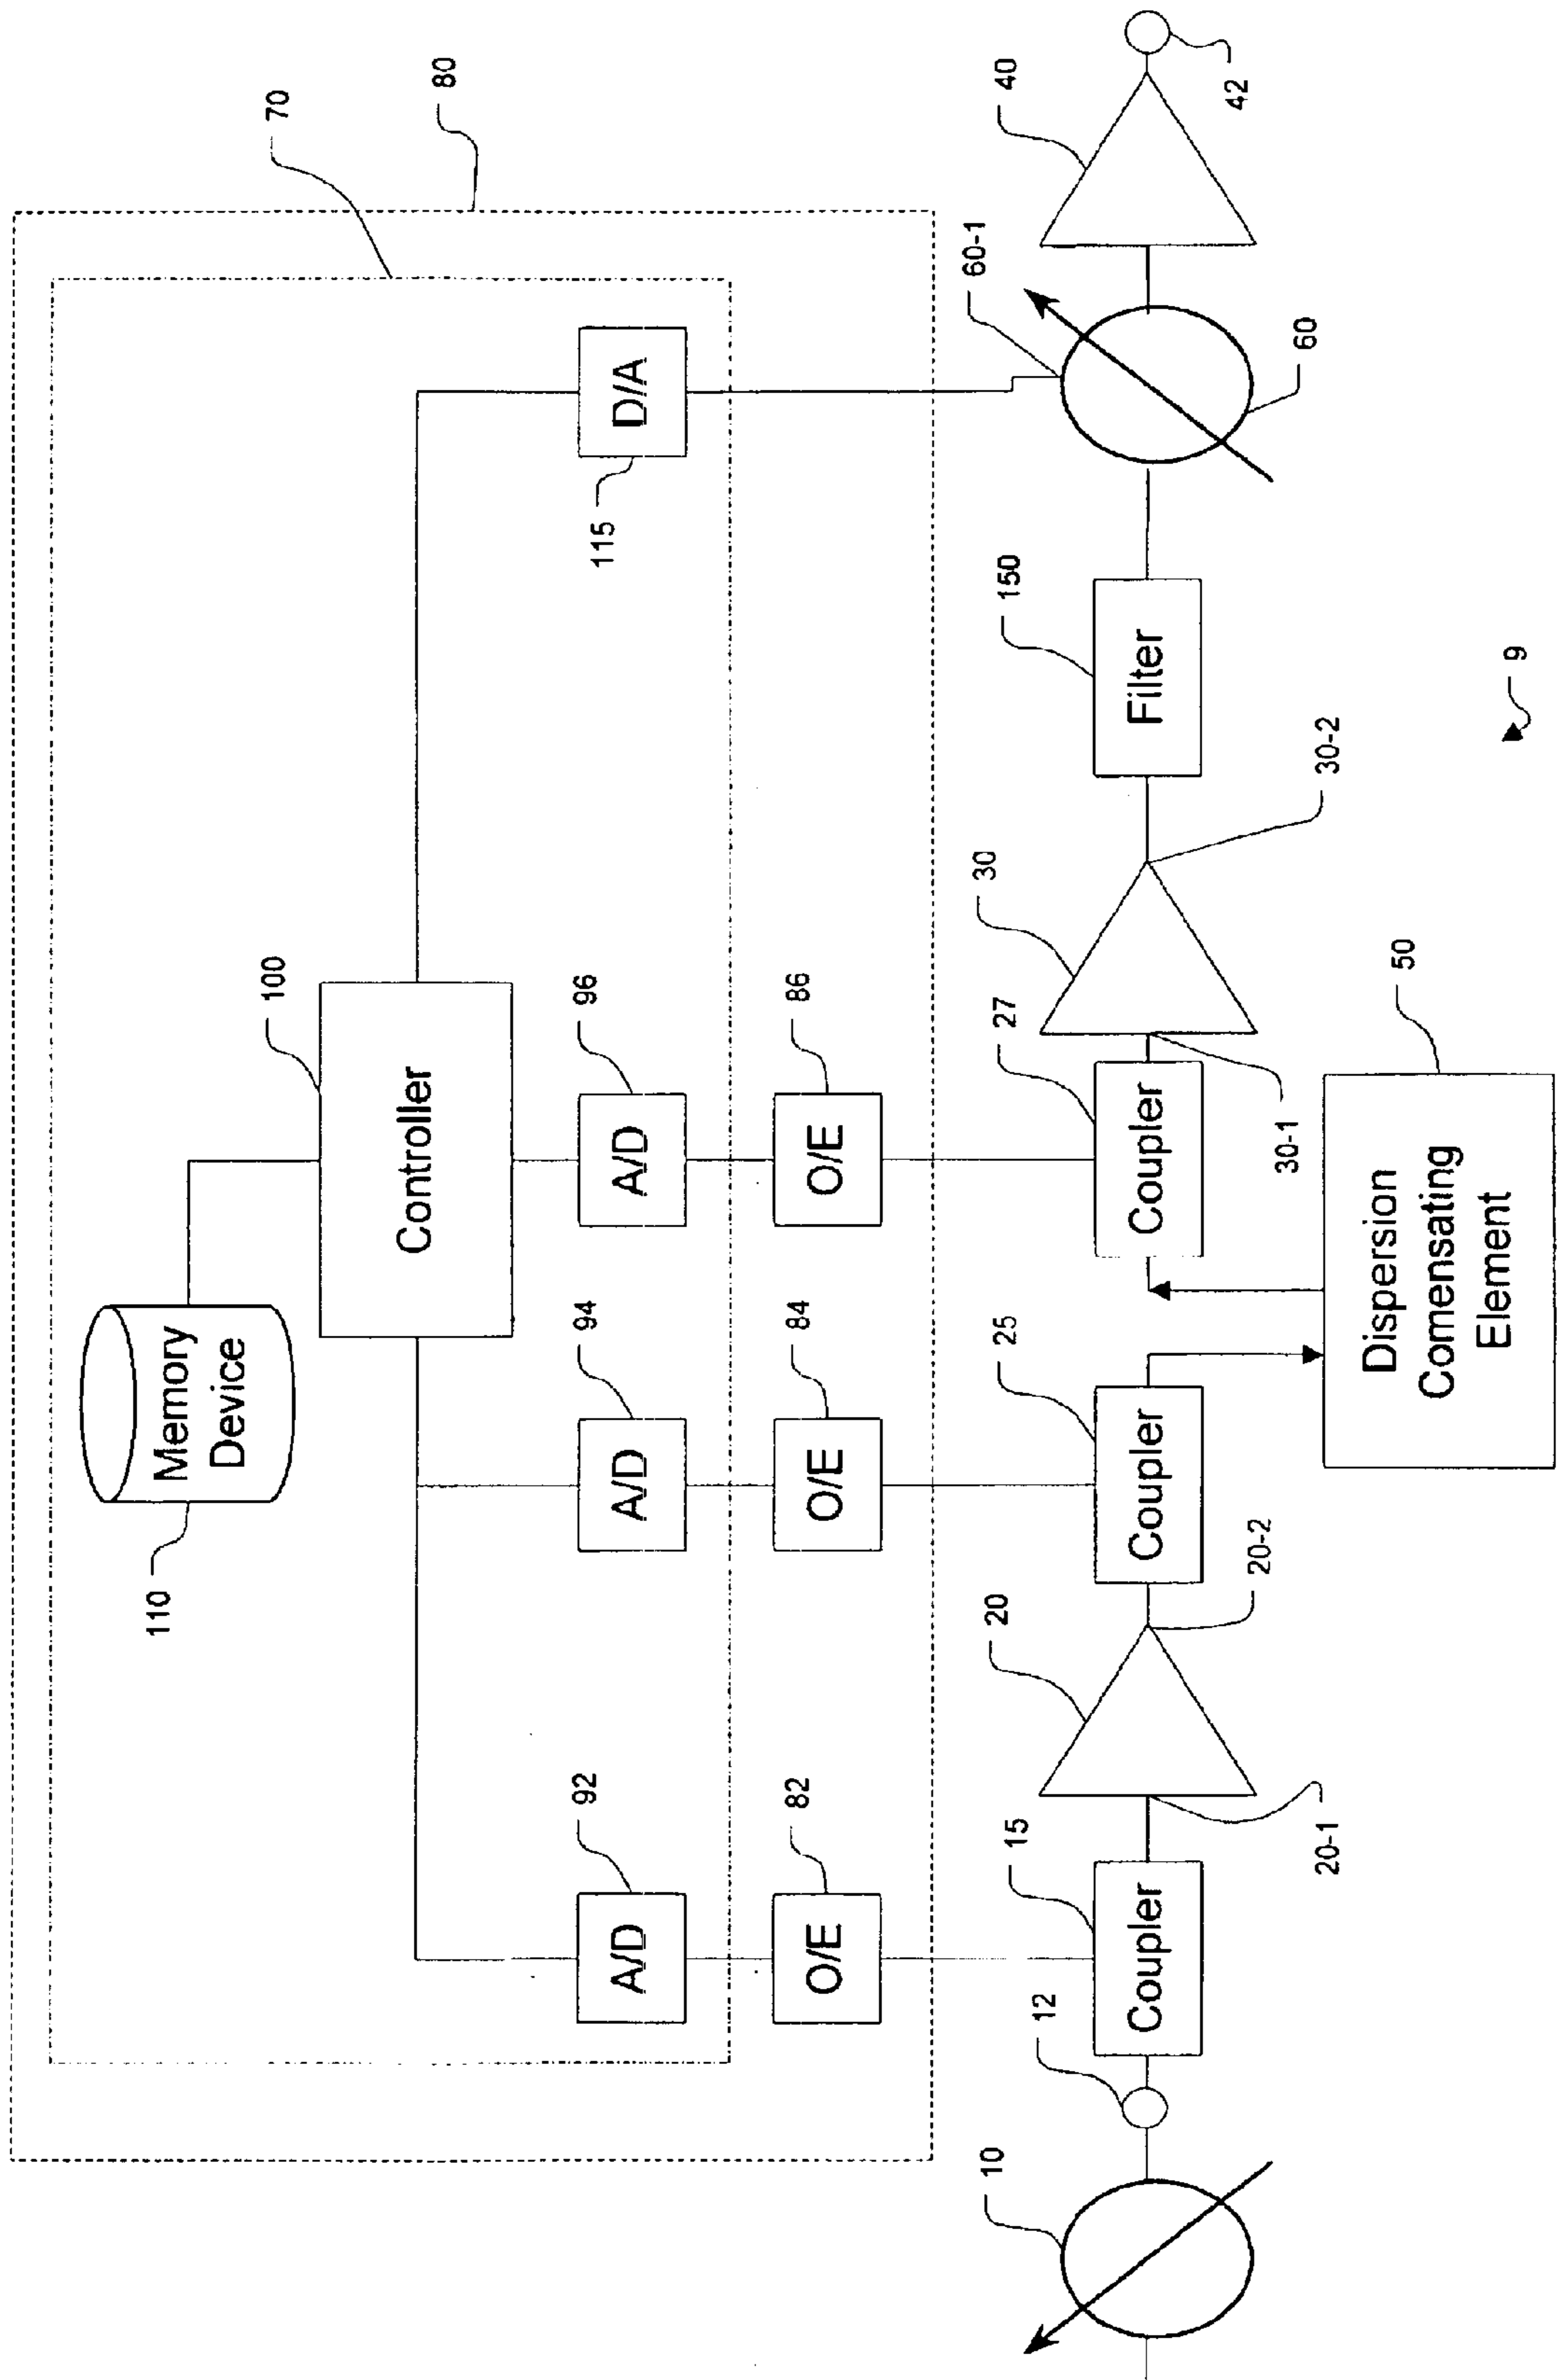 70
80
110
Memory
Device
100
Controller
92
A/D
94
A/D
96
A/D
D/A
115
82
O/E
84
O/E
86
O/E
10
12
15
Coupler
20
20-1
20-2
25
Coupler
27
Coupler
30
30-1
30-2
150
Filter
60-1
60
40
42
50
Dispersion
Comensating
Element
9